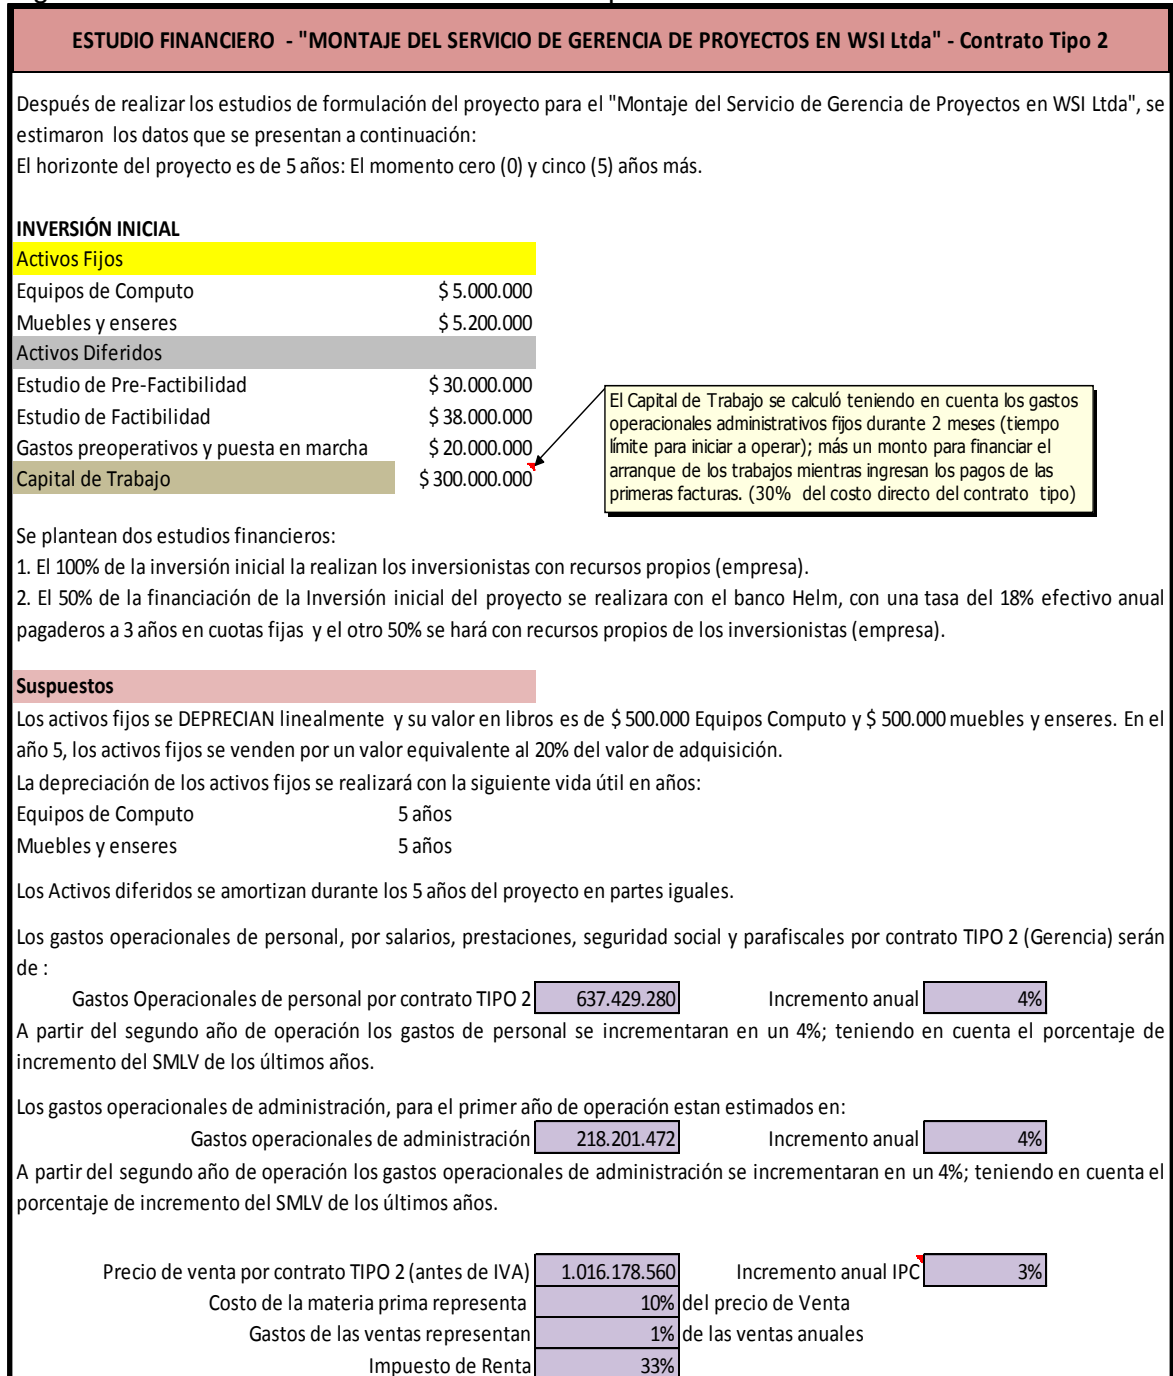 ESTUDIO FINANCIERO - "MONTAJE DEL SERVICIO DE GERENCIA DE PROYECTOS EN WSI Ltda" - Contrato Tipo 2
Después de realizar los estudios de formulación del proyecto para el "Montaje del Servicio de Gerencia de Proyectos en WSI Ltda", se
estimaron los datos que se presentan a continuación:
El horizonte del proyecto es de 5 años: El momento cero (0) y cinco (5) años más.
INVERSIÓN INICIAL
Activos Fijos
Equipos de Computo $ 5.000.000
Muebles y enseres $ 5.200.000
Activos Diferidos
Estudio de Pre-Factibilidad $ 30.000.000
Estudio de Factibilidad $ 38.000.000
Gastos preoperativos y puesta en marcha $ 20.000.000
Capital de Trabajo $ 300.000.000
El Capital de Trabajo se calculó teniendo en cuenta los gastos
operacionales administrativos fijos durante 2 meses (tiempo
límite para iniciar a operar); más un monto para financiar el
arranque de los trabajos mientras ingresan los pagos de las
primeras facturas. (30% del costo directo del contrato tipo)
Se plantean dos estudios financieros:
1. El 100% de la inversión inicial la realizan los inversionistas con recursos propios (empresa).
2. El 50% de la financiación de la Inversión inicial del proyecto se realizara con el banco Helm, con una tasa del 18% efectivo anual
pagaderos a 3 años en cuotas fijas y el otro 50% se hará con recursos propios de los inversionistas (empresa).
Suspuestos
Los activos fijos se DEPRECIAN linealmente y su valor en libros es de $ 500.000 Equipos Computo y $ 500.000 muebles y enseres. En el
año 5, los activos fijos se venden por un valor equivalente al 20% del valor de adquisición.
La depreciación de los activos fijos se realizará con la siguiente vida útil en años:
Equipos de Computo 5 años
Muebles y enseres 5 años
Los Activos diferidos se amortizan durante los 5 años del proyecto en partes iguales.
Los gastos operacionales de personal, por salarios, prestaciones, seguridad social y parafiscales por contrato TIPO 2 (Gerencia) serán
de :
Gastos Operacionales de personal por contrato TIPO 2 637.429.280 Incremento anual 4%
A partir del segundo año de operación los gastos de personal se incrementaran en un 4%; teniendo en cuenta el porcentaje de
incremento del SMLV de los últimos años.
Los gastos operacionales de administración, para el primer año de operación estan estimados en:
Gastos operacionales de administración 218.201.472 Incremento anual 4%
A partir del segundo año de operación los gastos operacionales de administración se incrementaran en un 4%; teniendo en cuenta el
porcentaje de incremento del SMLV de los últimos años.
Precio de venta por contrato TIPO 2 (antes de IVA) 1.016.178.560 Incremento anual IPC 3%
Costo de la materia prima representa 10% del precio de Venta
Gastos de las ventas representan 1% de las ventas anuales
Impuesto de Renta 33%